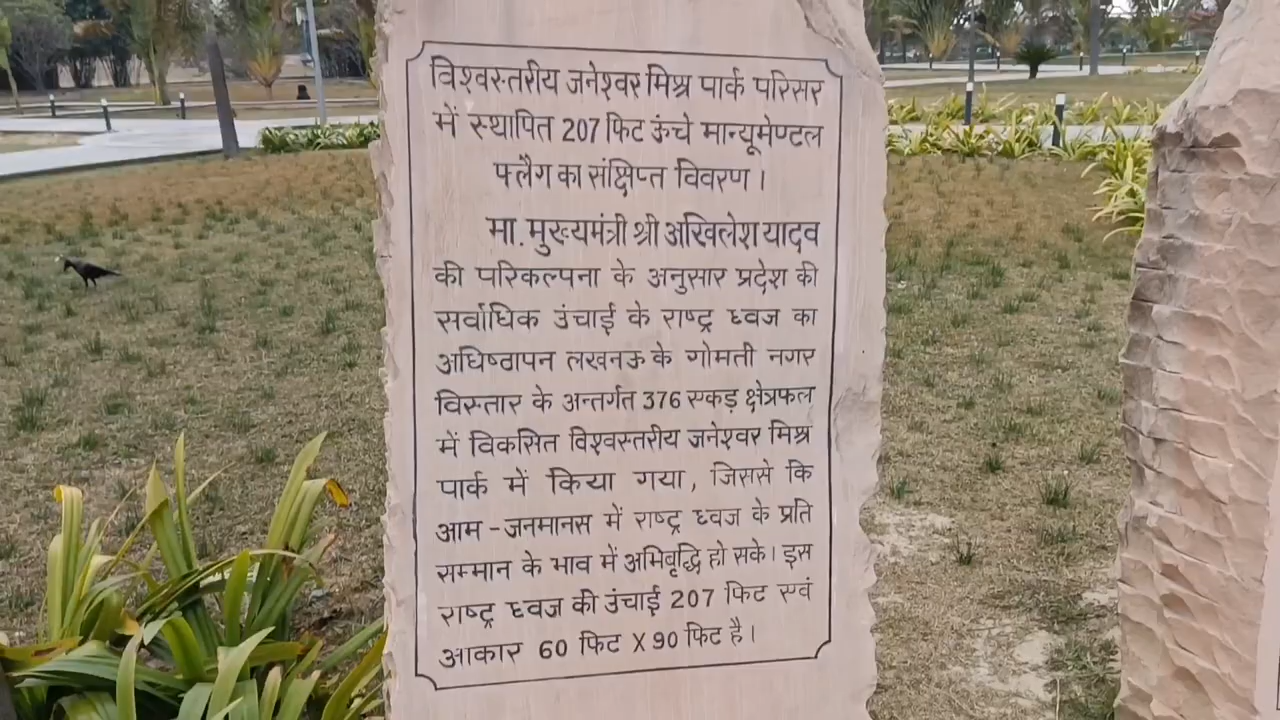 विश्वस्तरीय जनेश्वर मिश्र पार्क परिसर
में स्थापित 207 फिट ऊंचे मान्यूमेण्टल
फ्लैग का संक्षिप्त विवरण ।
मा. मुख्यमंत्री श्री अखिलेश यादव
की परिकल्पना के अनुसार प्रदेश की
सर्वाधिक उंचाई के राष्ट्र ध्वज का
अधिष्ठापन लखनऊ के गोमती नगर
विस्तार के अन्तर्गत 376 एकड़ क्षेत्रफल
में विकसित विश्वस्तरीय जनेश्वर मिश्र
पार्क में किया गया, जिससे कि
आम-जनमानस में राष्ट्र ध्वज के प्रति
सम्मान के भाव में अभिबृद्धि हो सके। इस
राष्ट्र ध्वज की उंचाई 207 फिट एवं
आकार 60 फिट X 90 फिट है।